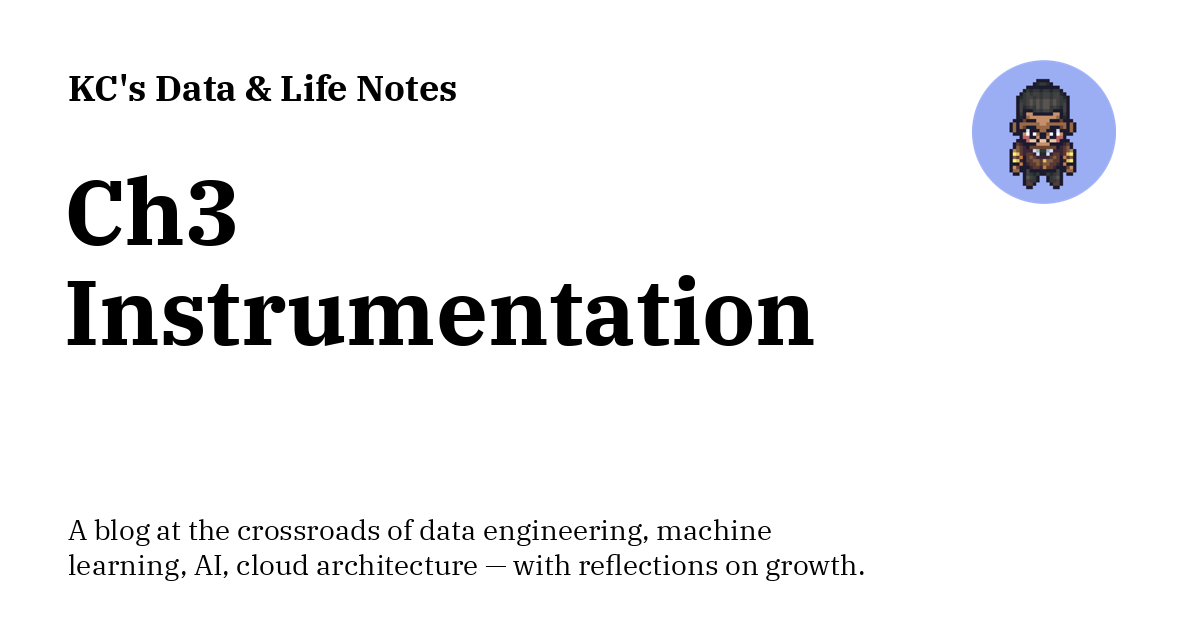 KC's Data & Life Notes
Ch3
Instrumentation
A blog at the crossroads of data engineering, machine
learning, AI, cloud architecture — with reflections on growth.